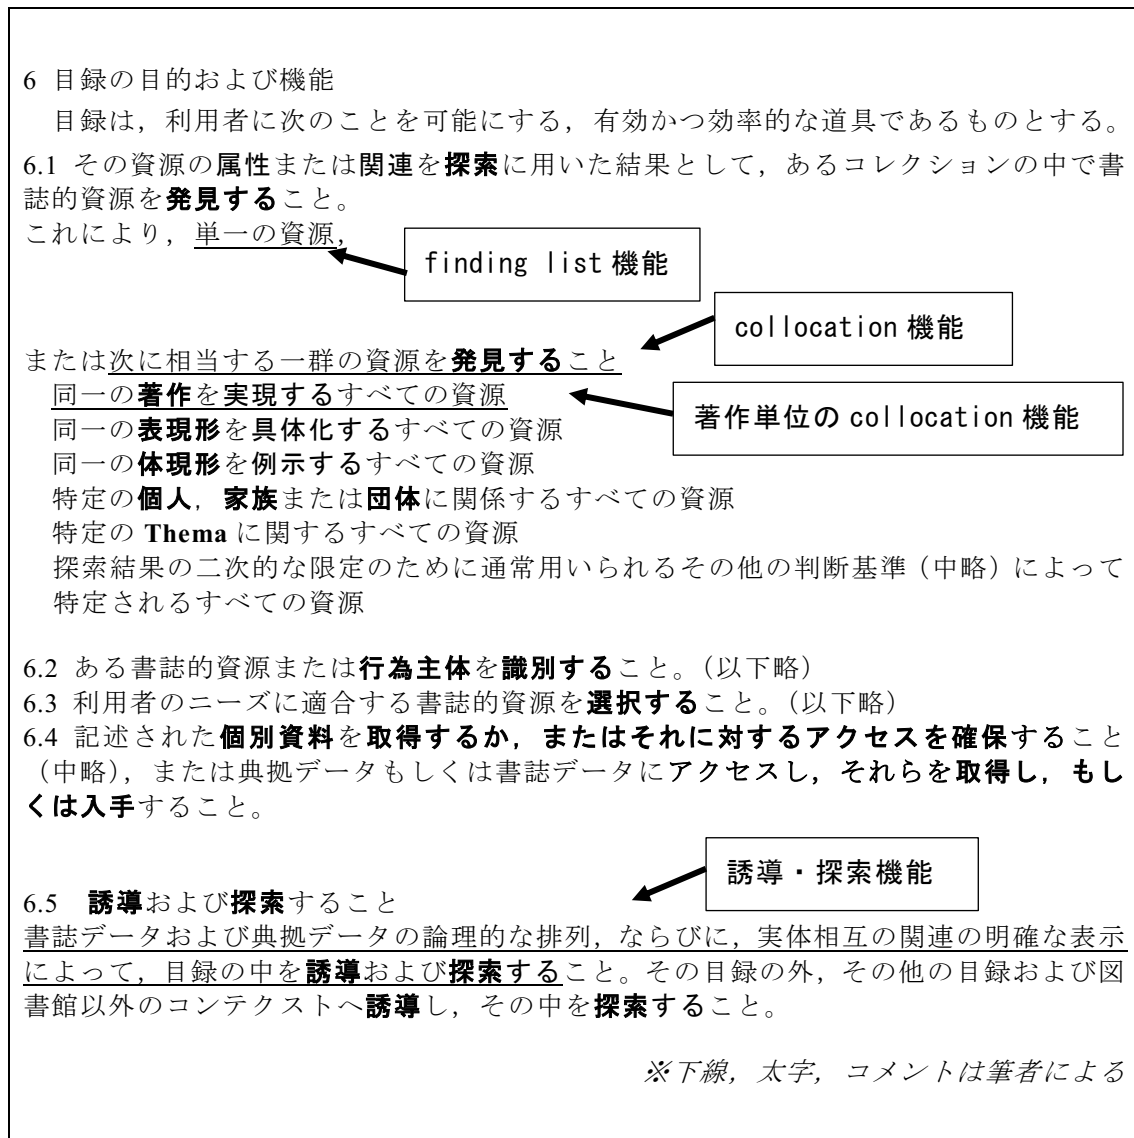 6 目録の目的および機能
目録は，利用者に次のことを可能にする，有効かつ効率的な道具であるものとする。
6.1 その資源の属性または関連を探索に用いた結果として，あるコレクションの中で書
誌的資源を発見すること。
これにより，単一の資源，
finding list 機能
collocation 機能
または次に相当する一群の資源を発見すること
同一の著作を実現するすべての資源
著作単位の collocation 機能
同一の表現形を具体化するすべての資源
同一の体現形を例示するすべての資源
特定の個人，家族または団体に関係するすべての資源
特定の Thema に関するすべての資源
探索結果の二次的な限定のために通常用いられるその他の判断基準（中略）によって
特定されるすべての資源
6.2 ある書誌的資源または行為主体を識別すること。（以下略）
6.3 利用者のニーズに適合する書誌的資源を選択すること。（以下略）
6.4 記述された個別資料を取得するか，またはそれに対するアクセスを確保すること
（中略），または典拠データもしくは書誌データにアクセスし，それらを取得し，もし
くは入手すること。
誘導・探索機能
6.5 誘導および探索すること
書誌データおよび典拠データの論理的な排列，ならびに，実体相互の関連の明確な表示
によって，目録の中を誘導および探索すること。その目録の外，その他の目録および図
書館以外のコンテクストへ誘導し，その中を探索すること。
※下線，太字，コメントは筆者による